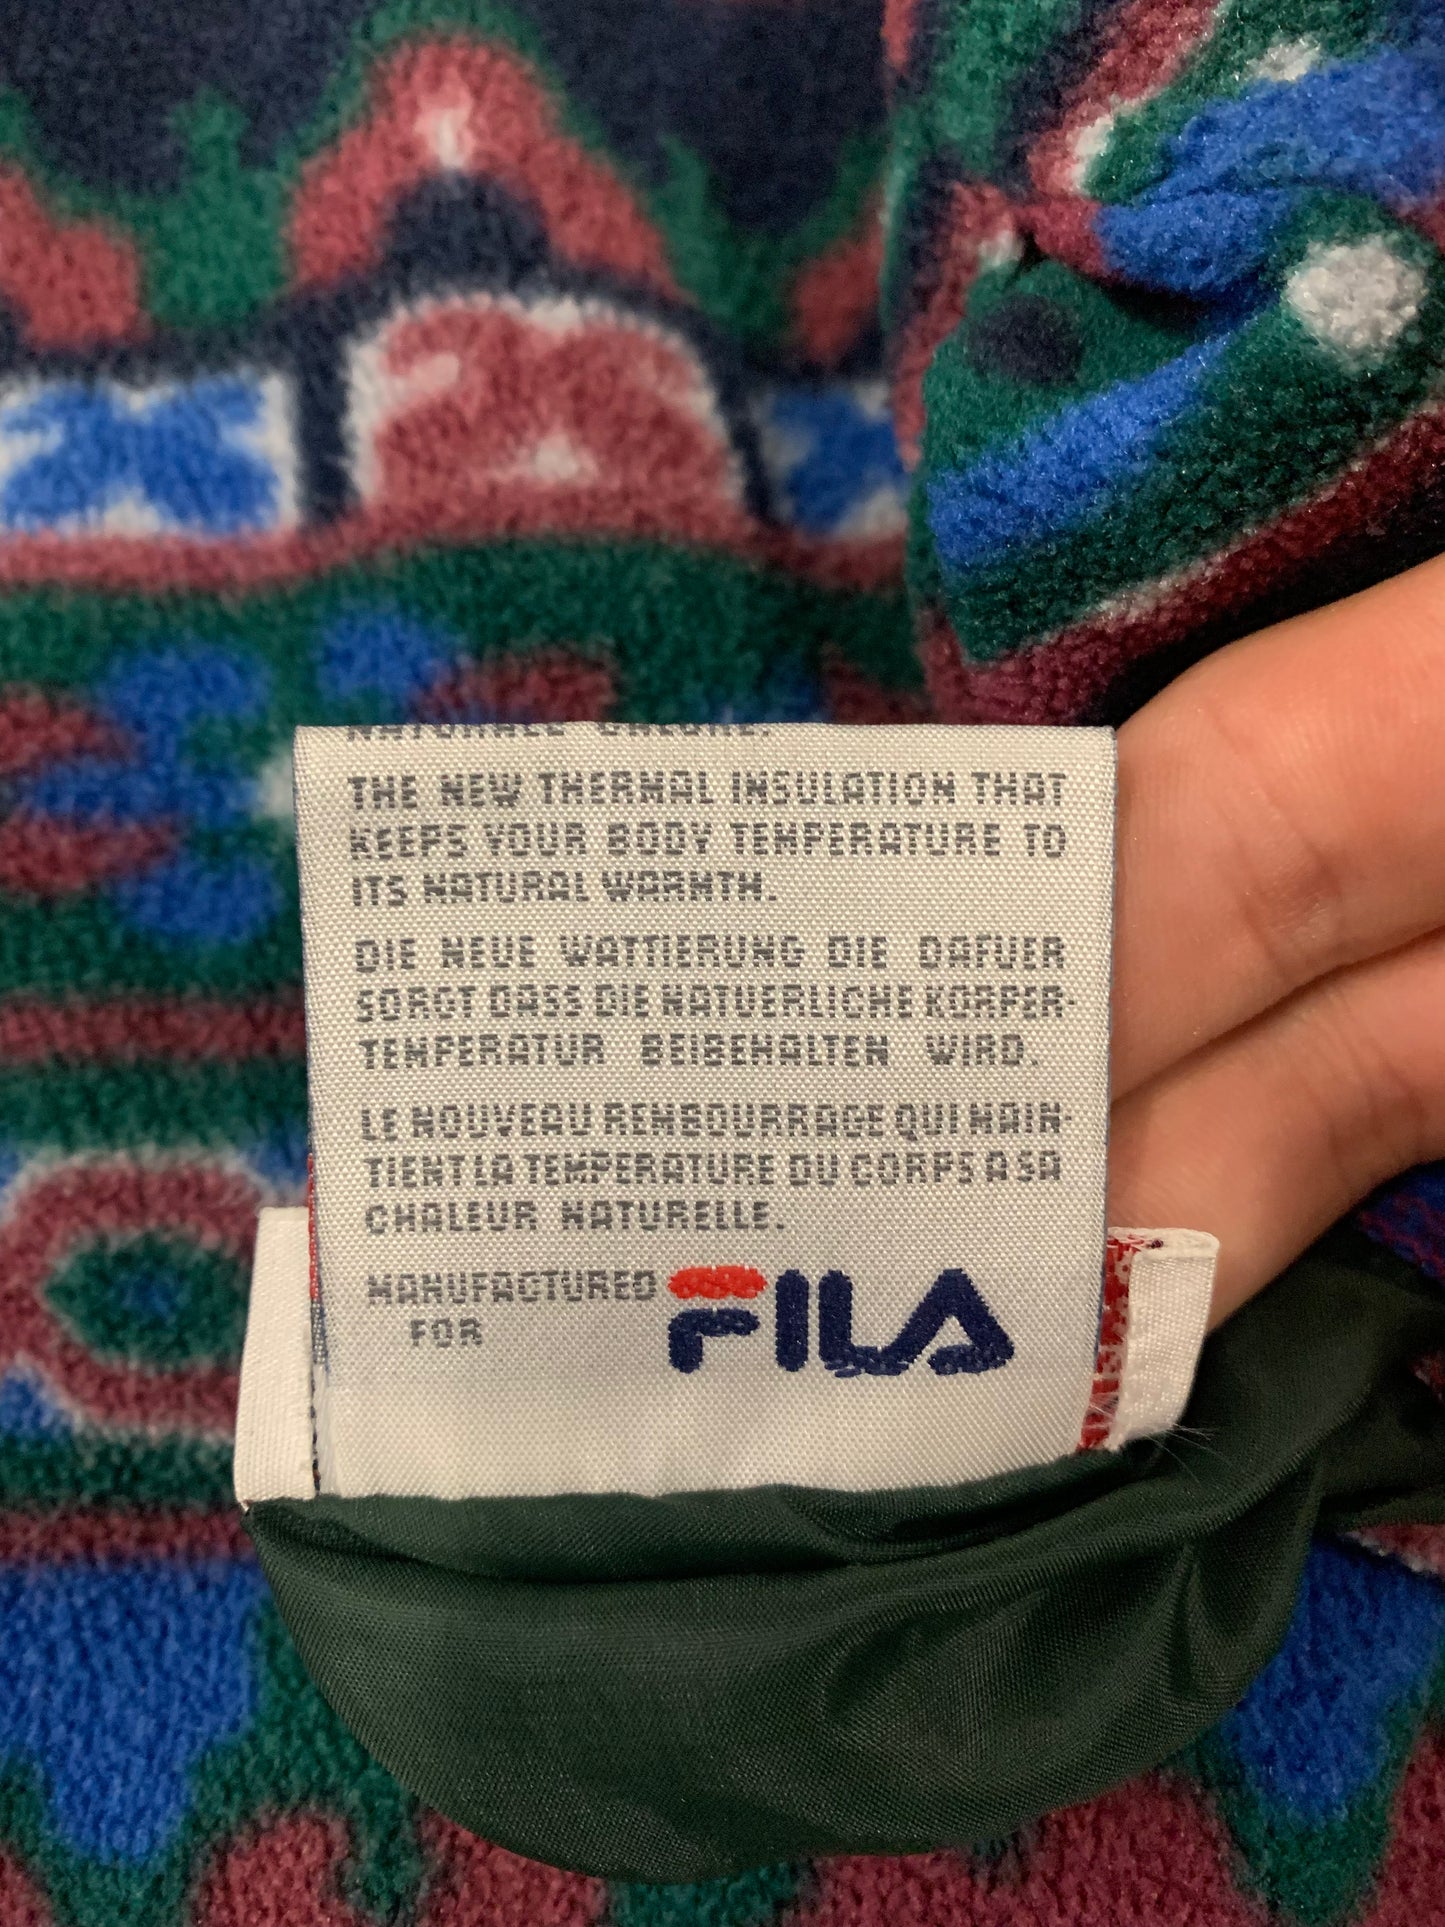 NATURALE CALORE.
THE NEW THERMAL INSULATION THAT
KEEPS YOUR BODY TEMPERATURE TO
ITS NATURAL WARMTH.
DIE NEUE WATTIERUNG DIE DAFUER
SORGT DASS DIE NATUERLICHE KORPER-
TEMPERATUR BEIBEHALTEN WIRD.
LE NOUVEAU REMBOURRAGE QUI MAIN-
TIENT LA TEMPERATURE DU CORPS A SA
CHALEUR NATURELLE.
MANUFACTURED
FOR
FILA